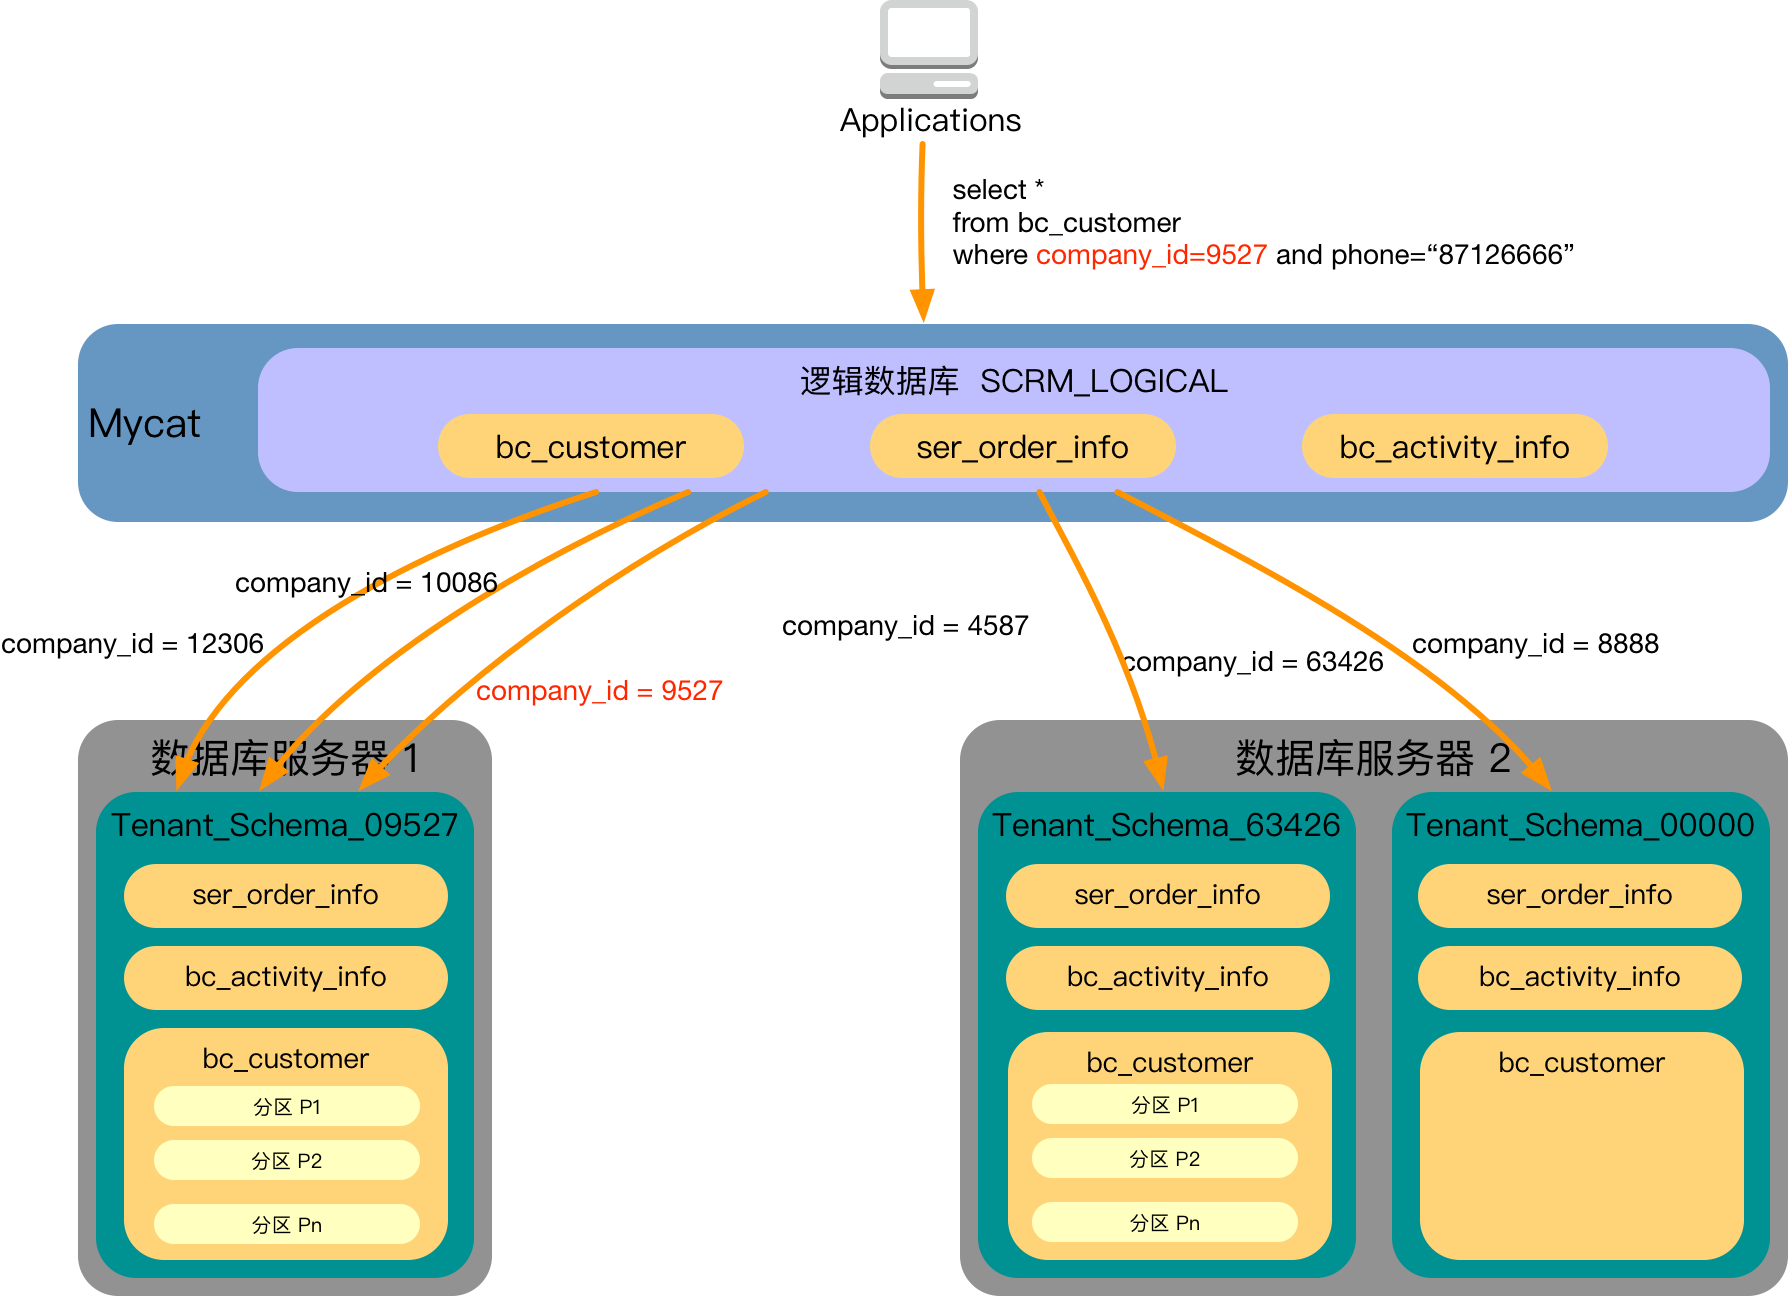 Applications
select *
from bc_customer
where company_id=9527 and phone=“87126666”
Mycat
逻辑数据库 SCRM_LOGICAL
bc_customer
ser_order_info
bc_activity_info
company_id = 10086
company_id = 12306
company_id = 9527
company_id = 4587
company_id = 63426
company_id = 8888
数据库服务器 1
Tenant_Schema_09527
ser_order_info
bc_activity_info
bc_customer
分区 P1
分区 P2
分区 Pn
数据库服务器 2
Tenant_Schema_63426
ser_order_info
bc_activity_info
bc_customer
分区 P1
分区 P2
分区 Pn
Tenant_Schema_00000
ser_order_info
bc_activity_info
bc_customer